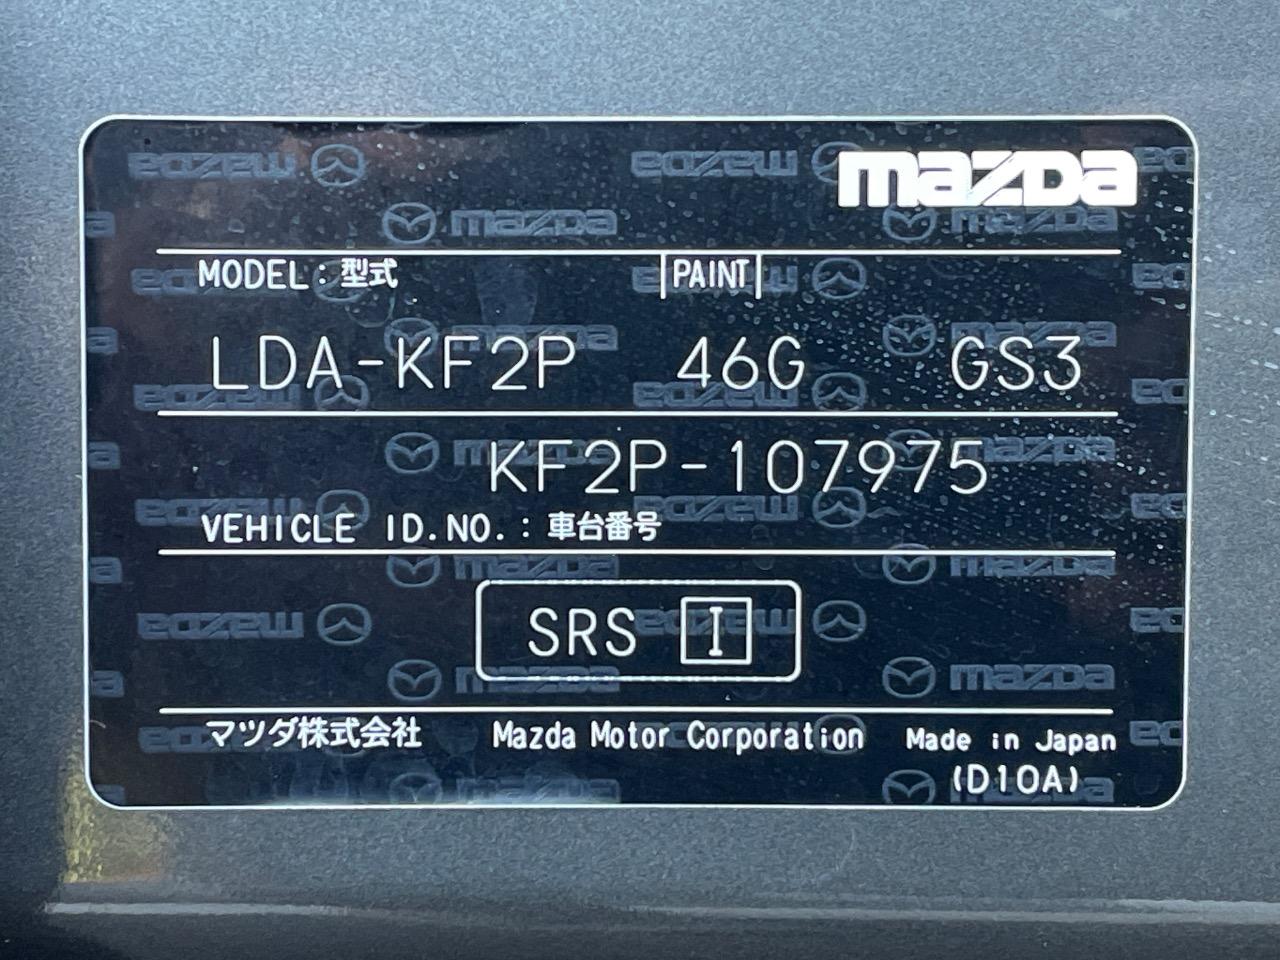 mazda
MODEL：型式 PAINT
LDA-KF2P 46G GS3
KF2P-107975
VEHICLE ID.NO.：車台番号
SRS I
マツダ株式会社 Mazda Motor Corporation Made in Japan
(D10A)